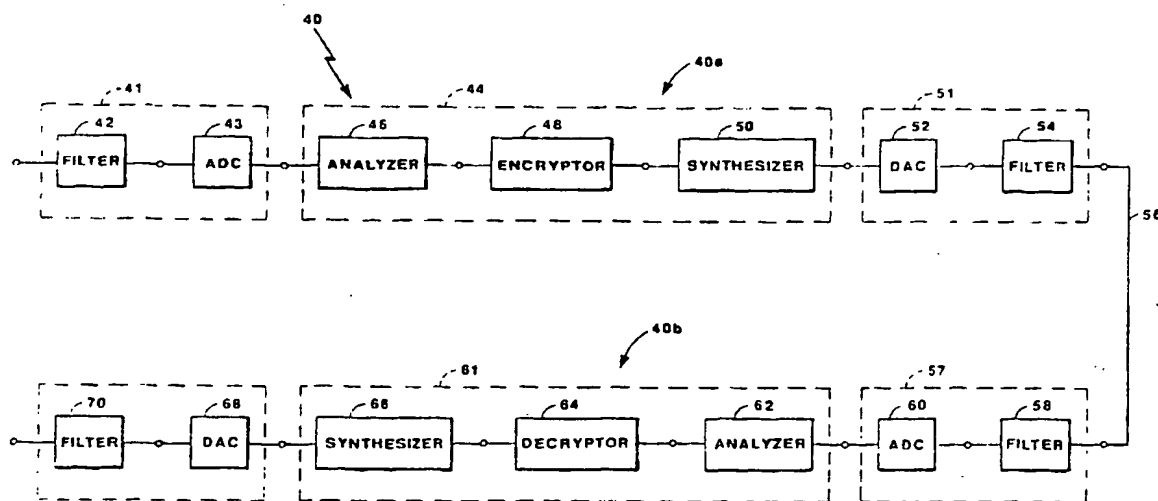 40
40a
41
44
51
42
43
46
48
50
52
54
FILTER
ADC
ANALYZER
ENCRYPTOR
SYNTHESIZER
DAC
FILTER
56
40b
61
57
70
68
66
64
62
60
58
FILTER
DAC
SYNTHESIZER
DECRYPTOR
ANALYZER
ADC
FILTER